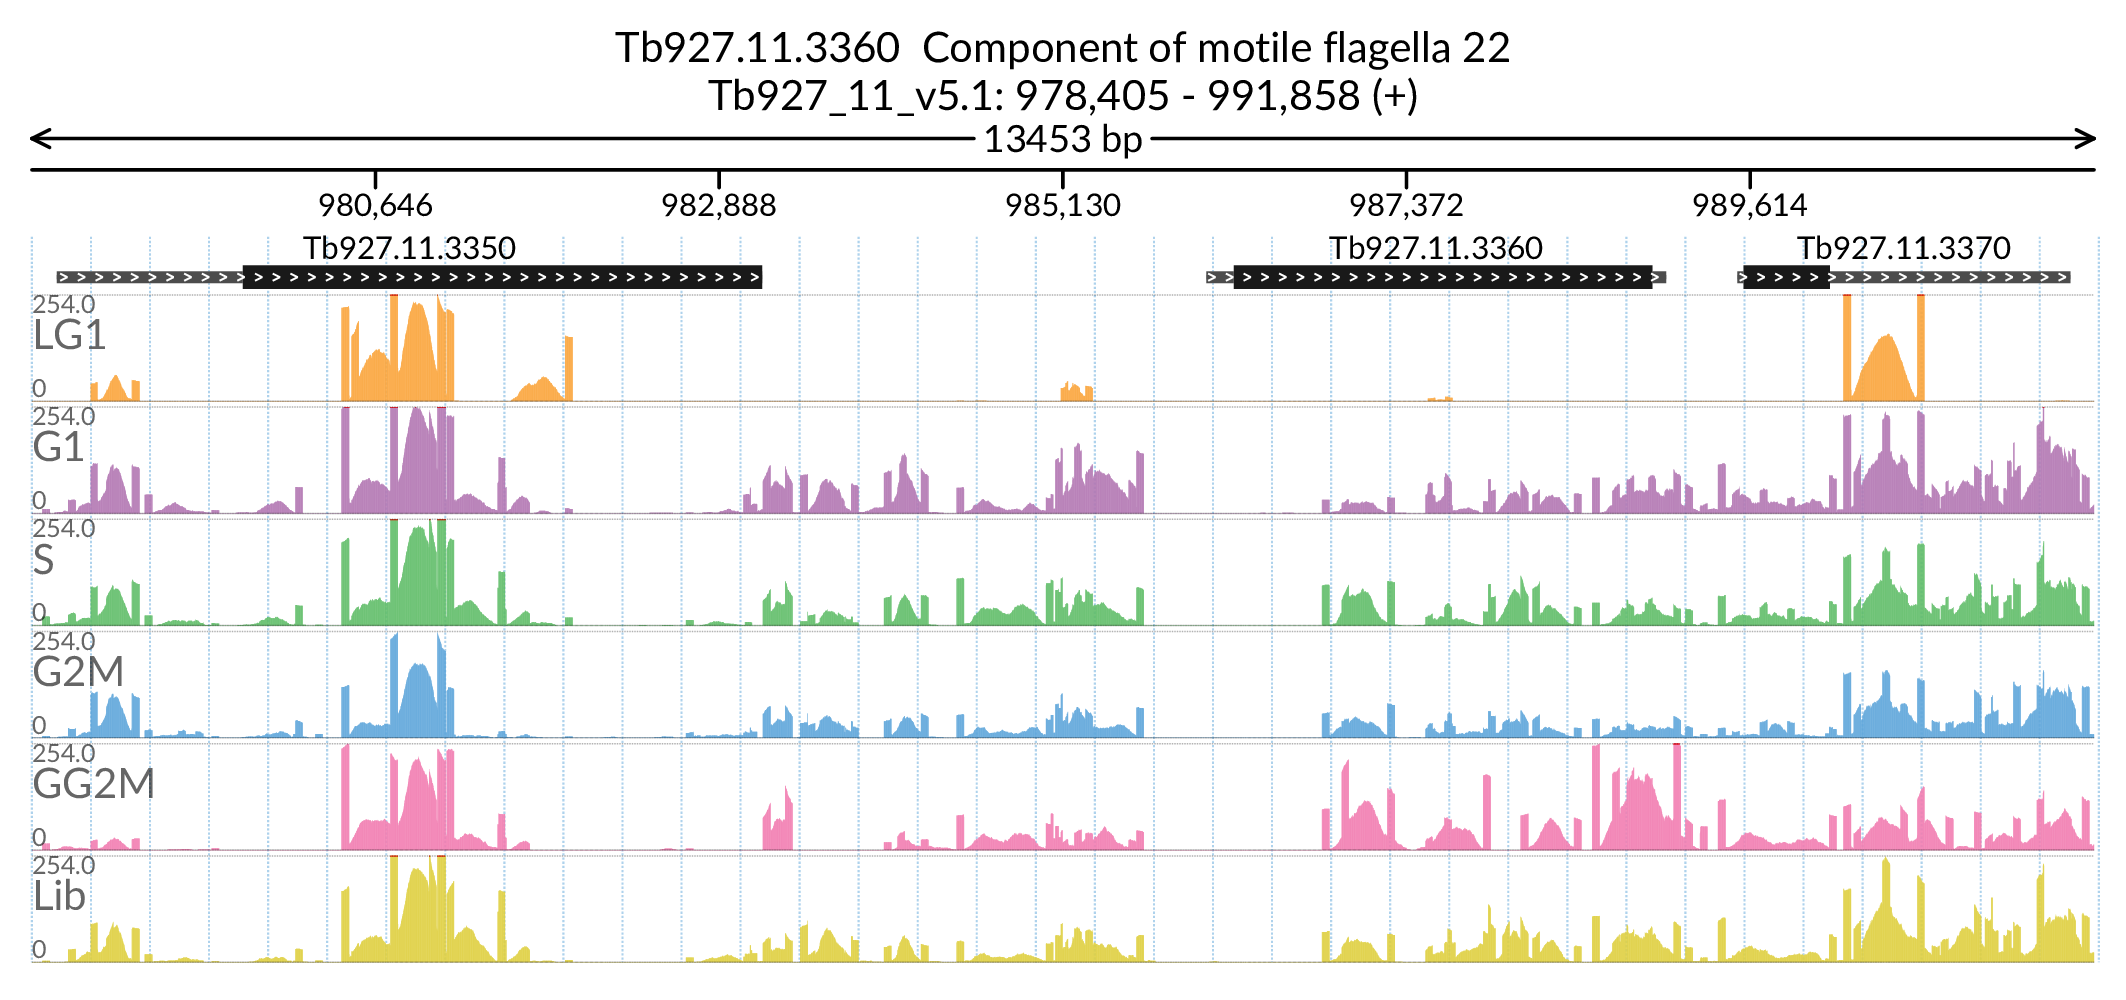 Tb927.11.3360  Component of motile flagella 22
Tb927_11_v5.1: 978,405 - 991,858 (+)
13453 bp
980,646 982,888 985,130 987,372 989,614
Tb927.11.3350 Tb927.11.3360 Tb927.11.3370
254.0
LG1
0
254.0
G1
0
254.0
S
0
254.0
G2M
0
254.0
GG2M
0
254.0
Lib
0